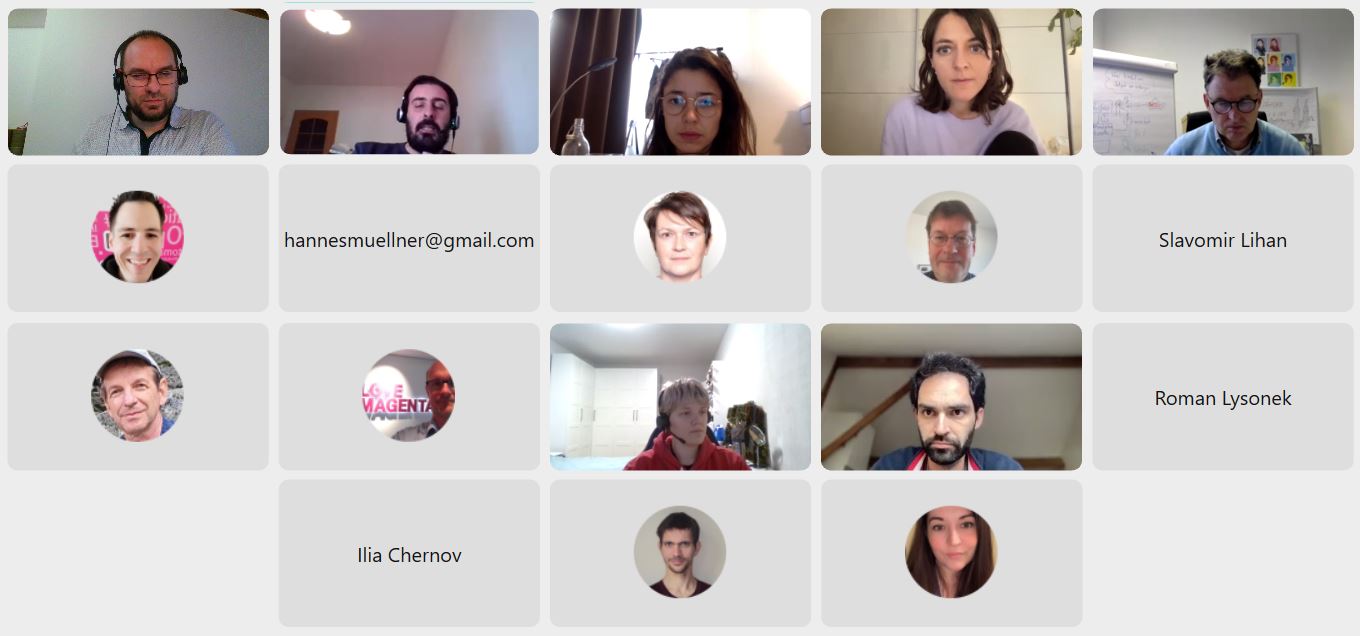 hannesmuellner@gmail.com
Slavomir Lihan
LOVE
MAGENTA
Roman Lysonek
Ilia Chernov